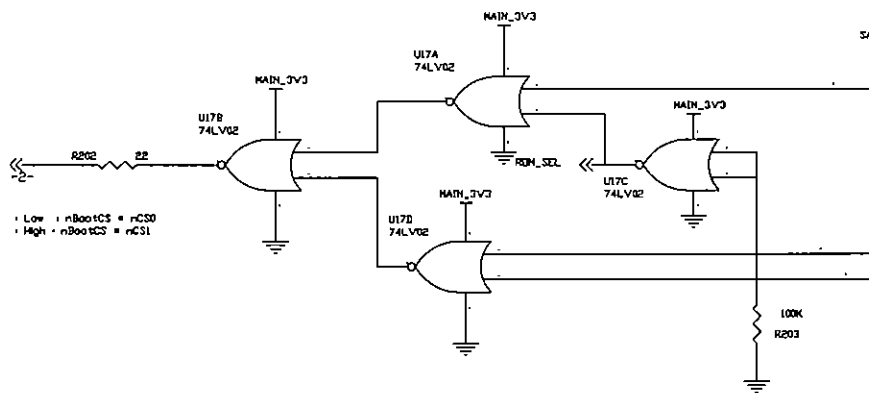 MAIN_3V3
U17A
74LV02
SA
MAIN_3V3
MAIN_3V3
U17B
74LV02
R202 22
ROM_SEL
-2-
U17C
74LV02
MAIN_3V3
U17D
74LV02
Low : nBootCS = nCS0
High : nBootCS = nCS1
100K
R203